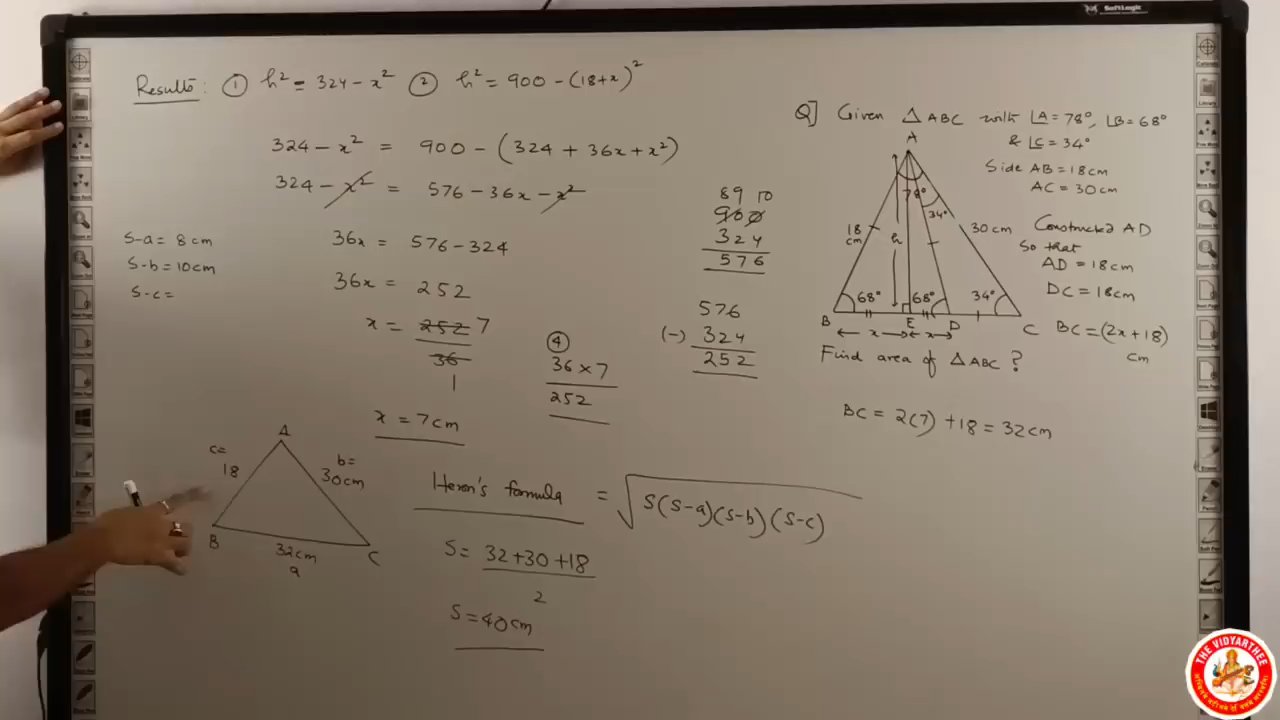 SoftLogic
Results : ① h² = 324 - x² ② h² = 900 - (18+x)²
324 - x² = 900 - (324 + 36x + x²)
324 - x² = 576 - 36x - x²
36x = 576 - 324
36x = 252
x = 252 7
36
1
x = 7cm
④
36 × 7
252
89 10
900
324
576
576
(-) 324
252
S-a = 8 cm
S-b = 10cm
S-c =
Q] Given △ABC with ∠A = 78°, ∠B = 68°
& ∠C = 34°
Side AB = 18cm
AC = 30cm
Constructed AD
So that
AD = 18cm
DC = 18cm
BC = (2x + 18)
cm
A
78°
34°
18
cm
h
30cm
68°
68°
34°
B E D C
x x
Find area of △ABC ?
BC = 2(7) + 18 = 32cm
A
c=
18
b=
30cm
B
32cm
a
C
Heron's formula = √S(S-a)(S-b)(S-c)
S = 32+30+18
2
S = 40cm
THE VIDYARTHEE